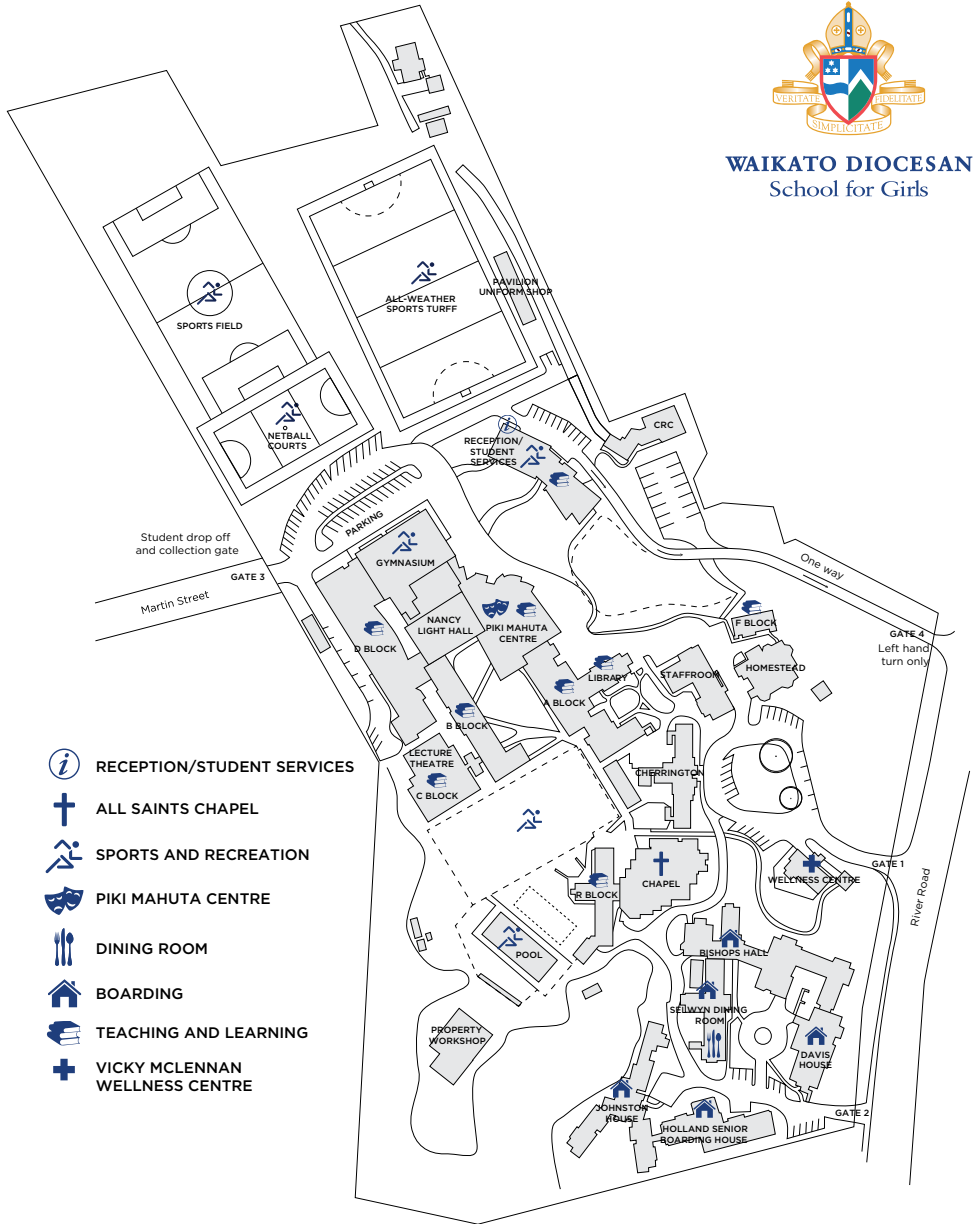 VERITATE
FIDELITATE
SIMPLICITATE
WAIKATO DIOCESAN
School for Girls
SPORTS FIELD
ALL-WEATHER
SPORTS TURFF
PAVILION
UNIFORM SHOP
NETBALL
COURTS
RECEPTION/
STUDENT
SERVICES
CRC
PARKING
Student drop off
and collection gate
GATE 3
Martin Street
GYMNASIUM
One way
NANCY
LIGHT HALL
PIKI MAHUTA
CENTRE
D BLOCK
F BLOCK
GATE 4
Left hand
turn only
LIBRARY
STAFFROOM
HOMESTEAD
A BLOCK
B BLOCK
LECTURE
THEATRE
C BLOCK
CHERRINGTON
RECEPTION/STUDENT SERVICES
ALL SAINTS CHAPEL
SPORTS AND RECREATION
PIKI MAHUTA CENTRE
DINING ROOM
BOARDING
TEACHING AND LEARNING
VICKY MCLENNAN
WELLNESS CENTRE
GATE 1
CHAPEL
WELLNESS CENTRE
R BLOCK
River Road
POOL
BISHOPS HALL
SELWYN DINING
ROOM
PROPERTY
WORKSHOP
DAVIS
HOUSE
JOHNSTON
HOUSE
GATE 2
HOLLAND SENIOR
BOARDING HOUSE